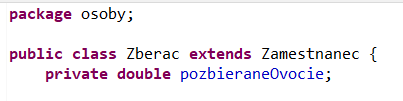 package osoby;
public class Zberac extends Zamestnanec {
private double pozbieraneOvocie;